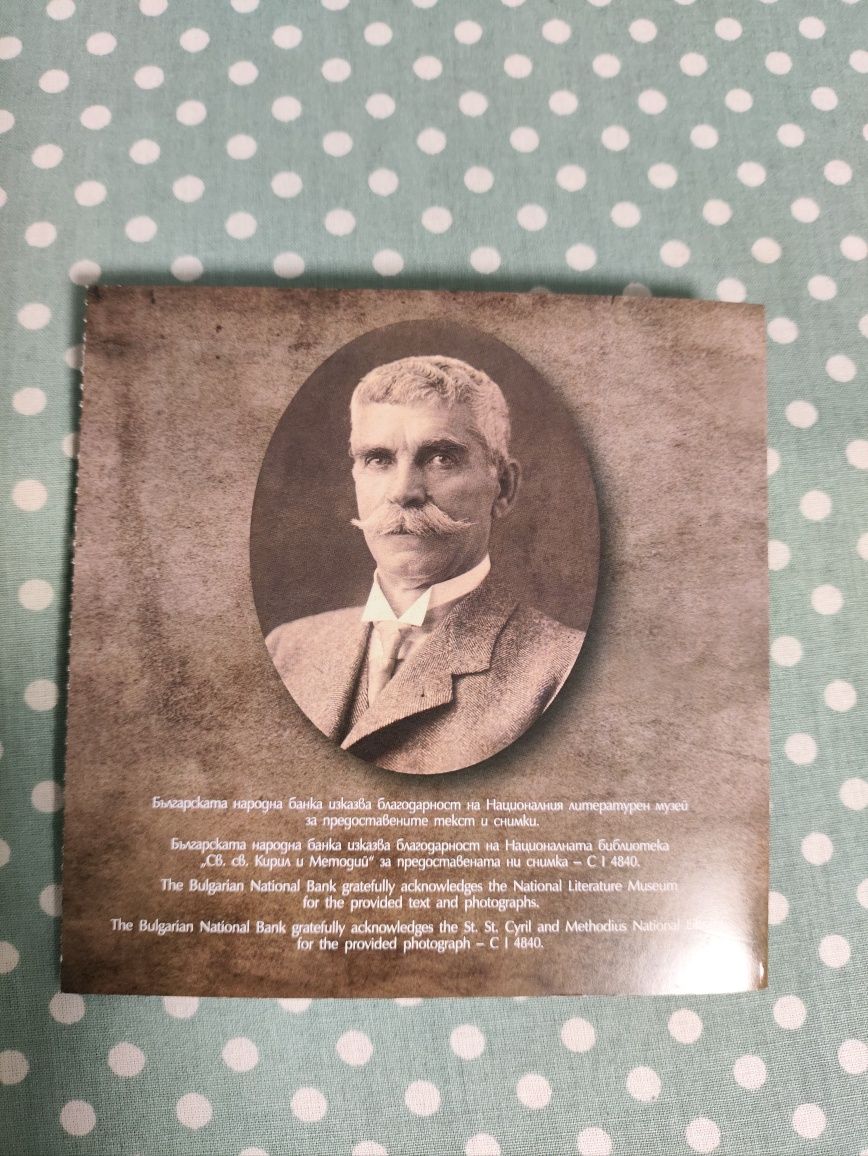 Българската народна банка изказва благодарност на Националния литературен музей
за предоставените текст и снимки.
Българската народна банка изказва благодарност на Националната библиотека
„Св. св. Кирил и Методий“ за предоставената ни снимка – С I 4840.
The Bulgarian National Bank gratefully acknowledges the National Literature Museum
for the provided text and photographs.
The Bulgarian National Bank gratefully acknowledges the St. St. Cyril and Methodius National
for the provided photograph – C I 4840.